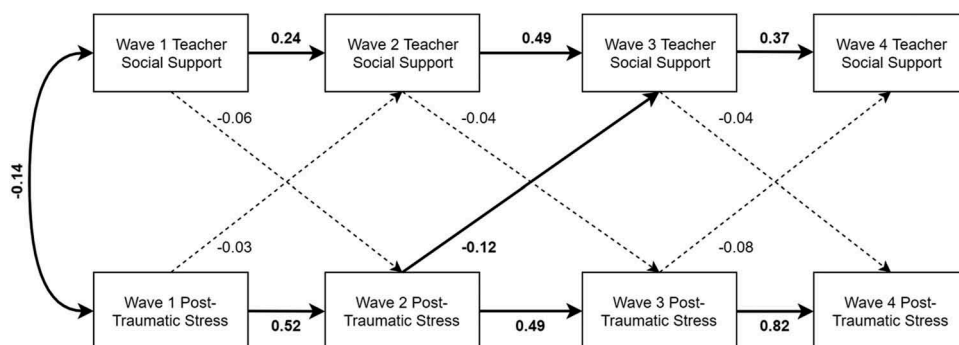 Wave 1 Teacher
Social Support
0.24
Wave 2 Teacher
Social Support
0.49
Wave 3 Teacher
Social Support
0.37
Wave 4 Teacher
Social Support
-0.06
-0.04
-0.04
-0.14
-0.03
-0.12
-0.08
Wave 1 Post-
Traumatic Stress
0.52
Wave 2 Post-
Traumatic Stress
0.49
Wave 3 Post-
Traumatic Stress
0.82
Wave 4 Post-
Traumatic Stress